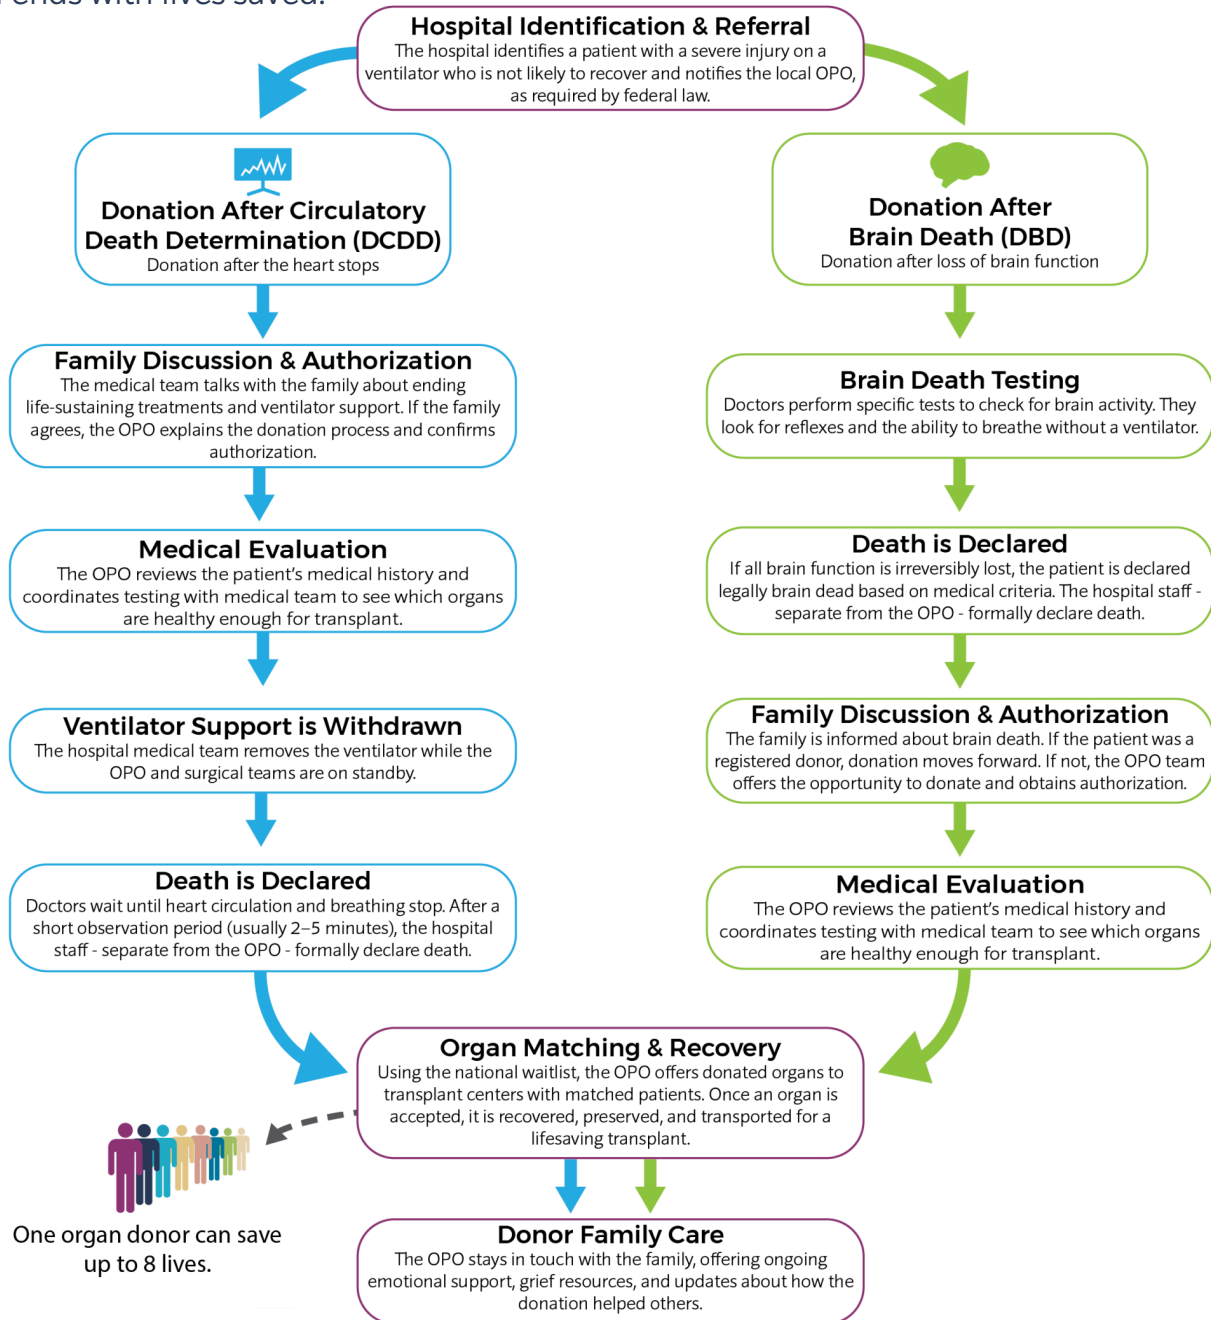 ends with lives saved.
Hospital Identification & Referral
The hospital identifies a patient with a severe injury on a
ventilator who is not likely to recover and notifies the local OPO,
as required by federal law.
Donation After Circulatory
Death Determination (DCDD)
Donation after the heart stops
Family Discussion & Authorization
The medical team talks with the family about ending
life-sustaining treatments and ventilator support. If the family
agrees, the OPO explains the donation process and confirms
authorization.
Medical Evaluation
The OPO reviews the patient's medical history and
coordinates testing with medical team to see which organs
are healthy enough for transplant.
Ventilator Support is Withdrawn
The hospital medical team removes the ventilator while the
OPO and surgical teams are on standby.
Death is Declared
Doctors wait until heart circulation and breathing stop. After a
short observation period (usually 2–5 minutes), the hospital
staff - separate from the OPO - formally declare death.
Donation After
Brain Death (DBD)
Donation after loss of brain function
Brain Death Testing
Doctors perform specific tests to check for brain activity. They
look for reflexes and the ability to breathe without a ventilator.
Death is Declared
If all brain function is irreversibly lost, the patient is declared
legally brain dead based on medical criteria. The hospital staff -
separate from the OPO - formally declare death.
Family Discussion & Authorization
The family is informed about brain death. If the patient was a
registered donor, donation moves forward. If not, the OPO team
offers the opportunity to donate and obtains authorization.
Medical Evaluation
The OPO reviews the patient's medical history and
coordinates testing with medical team to see which organs
are healthy enough for transplant.
Organ Matching & Recovery
Using the national waitlist, the OPO offers donated organs to
transplant centers with matched patients. Once an organ is
accepted, it is recovered, preserved, and transported for a
lifesaving transplant.
One organ donor can save
up to 8 lives.
Donor Family Care
The OPO stays in touch with the family, offering ongoing
emotional support, grief resources, and updates about how the
donation helped others.